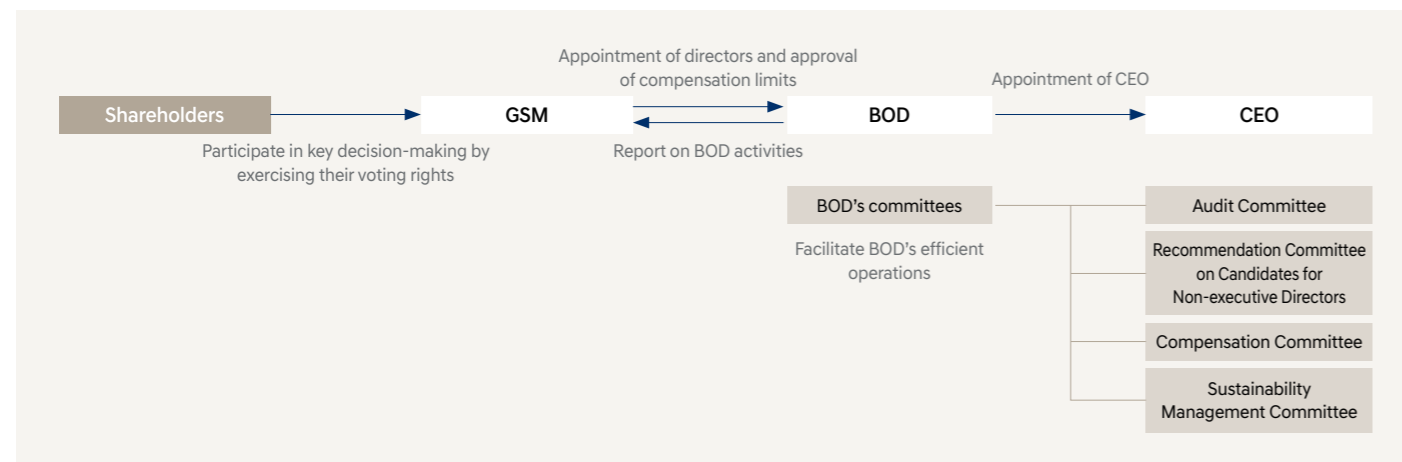 Appointment of directors and approval
of compensation limits
Appointment of CEO
Shareholders
GSM
BOD
CEO
Participate in key decision-making by
exercising their voting rights
Report on BOD activities
BOD's committees
Facilitate BOD's efficient
operations
Audit Committee
Recommendation Committee
on Candidates for
Non-executive Directors
Compensation Committee
Sustainability
Management Committee